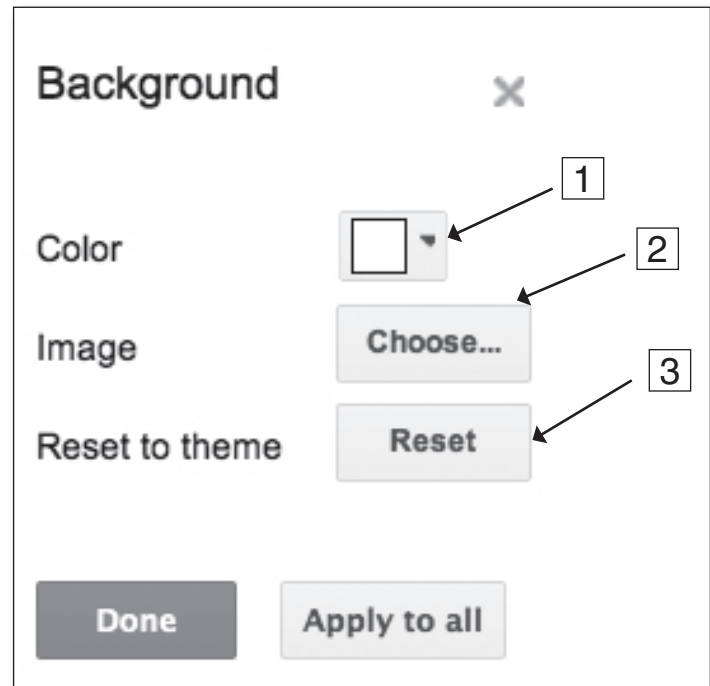 Background
1
Color
2
Image Choose...
3
Reset to theme Reset
Done Apply to all